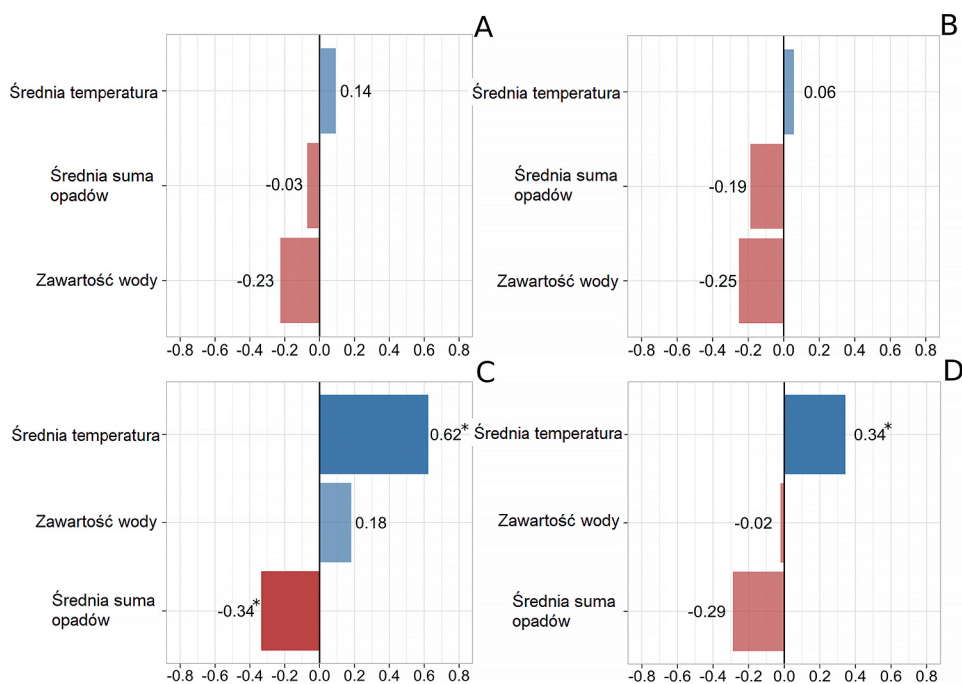 A
Średnia temperatura
0.14
Średnia suma
opadów
-0.03
Zawartość wody
-0.23
-0.8 -0.6 -0.4 -0.2 0.0 0.2 0.4 0.6 0.8
B
Średnia temperatura
0.06
Średnia suma
opadów
-0.19
Zawartość wody
-0.25
-0.8 -0.6 -0.4 -0.2 0.0 0.2 0.4 0.6 0.8
C
Średnia temperatura
0.62*
Zawartość wody
0.18
Średnia suma
opadów
-0.34*
-0.8 -0.6 -0.4 -0.2 0.0 0.2 0.4 0.6 0.8
D
Średnia temperatura
0.34*
Zawartość wody
-0.02
Średnia suma
opadów
-0.29
-0.8 -0.6 -0.4 -0.2 0.0 0.2 0.4 0.6 0.8